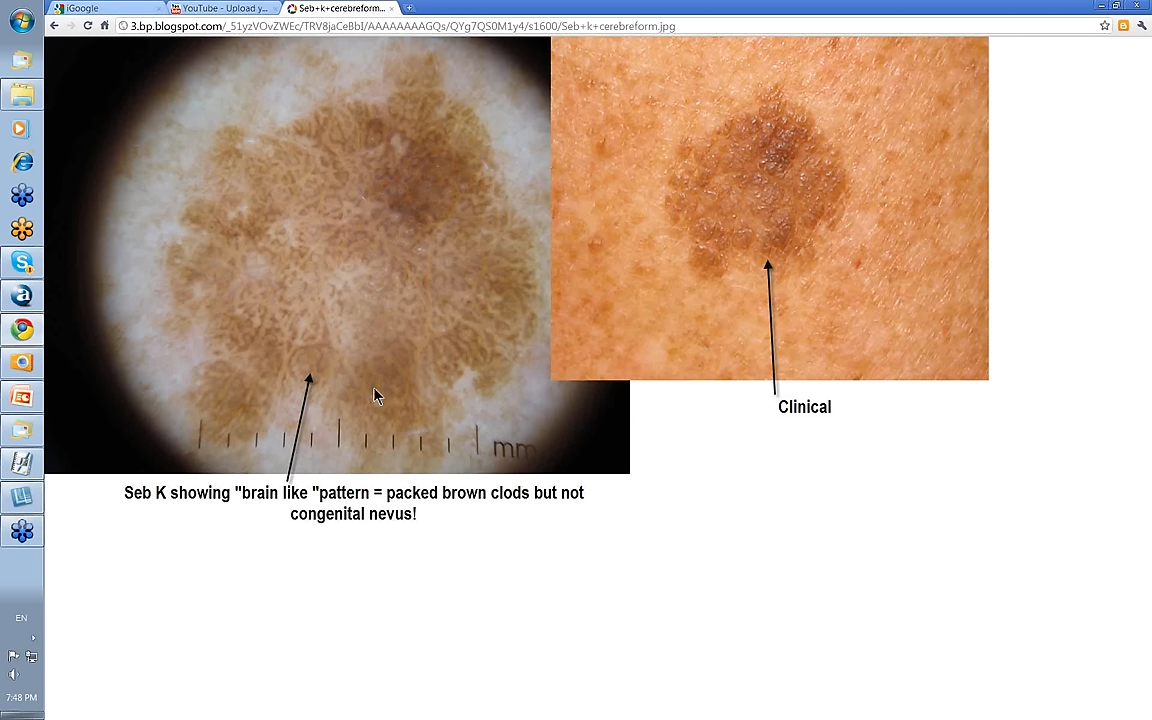 iGoogle
YouTube - Upload y...
Seb+k+cerebreform...
3.bp.blogspot.com/_51yzVOvZWEc/TRV8jaCeBbI/AAAAAAAAGQs/QYg7QS0M1y4/s1600/Seb+k+cerebreform.jpg
mm
Clinical
Seb K showing "brain like "pattern = packed brown clods but not
congenital nevus!
EN
7:48 PM